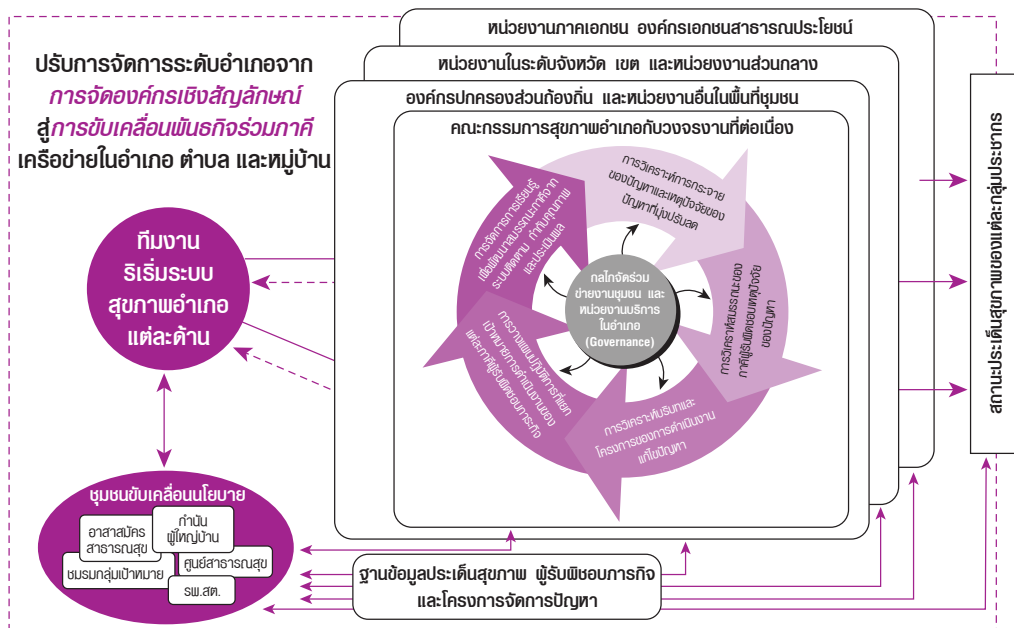 ปรับการจัดการระดับอำเภอจาก
การจัดองค์กรเชิงสัญลักษณ์
สู่การขับเคลื่อนพันธกิจร่วมภาคี
เครือข่ายในอำเภอ ตำบล และหมู่บ้าน
หน่วยงานภาคเอกชน องค์กรเอกชนสาธารณประโยชน์
หน่วยงานในระดับจังหวัด เขต และหน่วยงงานส่วนกลาง
องค์กรปกครองส่วนท้องถิ่น และหน่วยงานอื่นในพื้นที่ชุมชน
คณะกรรมการสุขภาพอำเภอกับวงจรงานที่ต่อเนื่อง
การวิเคราะห์การกระจาย
ของปัญหาและเหตุปัจจัยของ
ปัญหาที่มุ่งปรับลด
การวิเคราะห์สมรรถนะของ
ภาคีผู้รับผิดชอบเหตุปัจจัย
ของปัญหา
การวิเคราะห์บริบทและ
โครงการของการดำเนินงาน
แก้ไขปัญหา
การวางแผนปฏิบัติการที่แยก
เป้าหมายการดำเนินงานของ
แต่ละภาคีผู้รับผิดชอบภารกิจ
การจัดการการเรียนรู้
เพื่อพัฒนาสมรรถนะภาคีจาก
ระบบติดตาม กำกับคุณภาพ
และประเมินผล
กลไกจัดร่วม
ข่ายงานชุมชน และ
หน่วยงานบริการ
ในอำเภอ
(Governance)
ทีมงาน
ริเริ่มระบบ
สุขภาพอำเภอ
แต่ละด้าน
สถานะประเด็นสุขภาพของแต่ละกลุ่มประชากร
ชุมชนขับเคลื่อนนโยบาย
อาสาสมัคร
สาธารณสุข
กำนัน
ผู้ใหญ่บ้าน
ชมรมกลุ่มเป้าหมาย
ศูนย์สาธารณสุข
รพ.สต.
ฐานข้อมูลประเด็นสุขภาพ ผู้รับพิชอบภารกิจ
และโครงการจัดการปัญหา